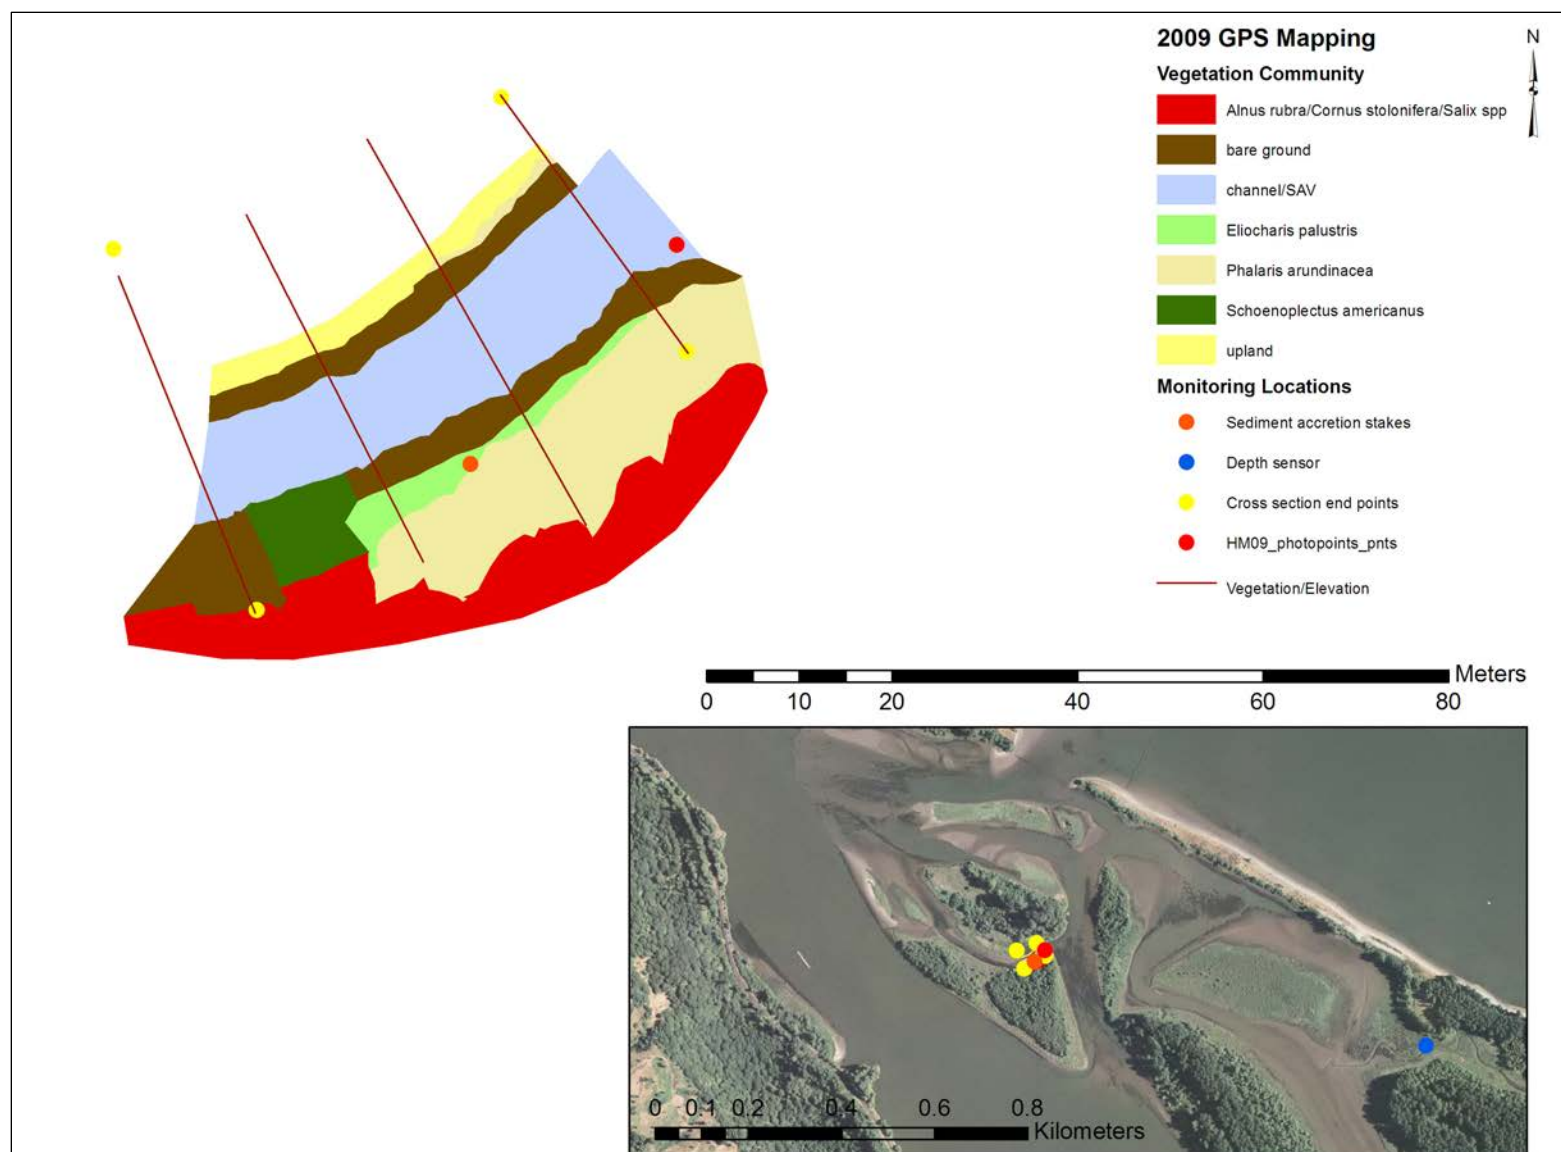 2009 GPS Mapping
N
Vegetation Community
Alnus rubra/Cornus stolonifera/Salix spp
bare ground
channel/SAV
Eliocharis palustris
Phalaris arundinacea
Schoenoplectus americanus
upland
Monitoring Locations
Sediment accretion stakes
Depth sensor
Cross section end points
HM09_photopoints_pnts
Vegetation/Elevation
Meters
0 10 20 40 60 80
0 0.1 0.2 0.4 0.6 0.8
Kilometers